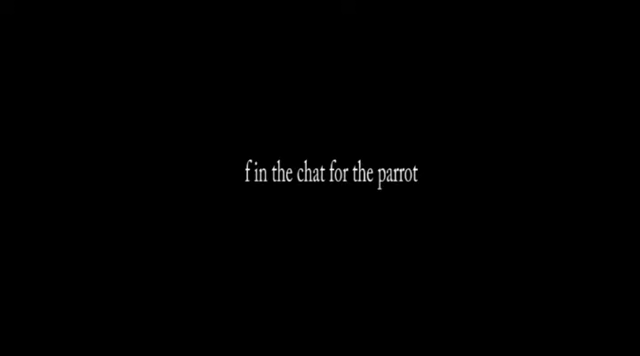 f in the chat for the parrot